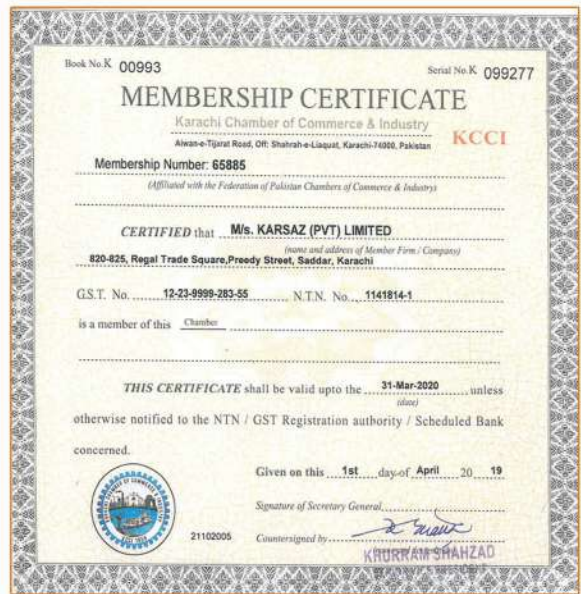 Book No.K 00993
Serial No.K 099277
MEMBERSHIP CERTIFICATE
Karachi Chamber of Commerce & Industry
KCCI
Aiwan-e-Tijarat Road, Off: Shahrah-e-Liaquat, Karachi-74000, Pakistan
Membership Number: 65885
(Affiliated with the Federation of Pakistan Chambers of Commerce & Industry)
CERTIFIED that M/s. KARSAZ (PVT) LIMITED
(name and address of Member Firm / Company)
820-825, Regal Trade Square,Preedy Street, Saddar, Karachi
G.S.T. No. 12-23-9999-283-55 N.T.N. No. 1141814-1
is a member of this Chamber
THIS CERTIFICATE shall be valid upto the 31-Mar-2020 unless
(date)
otherwise notified to the NTN / GST Registration authority / Scheduled Bank
concerned.
Given on this 1st day of April 20 19
Signature of Secretary General
21102005
Countersigned by
KHURRAM SHAHZAD